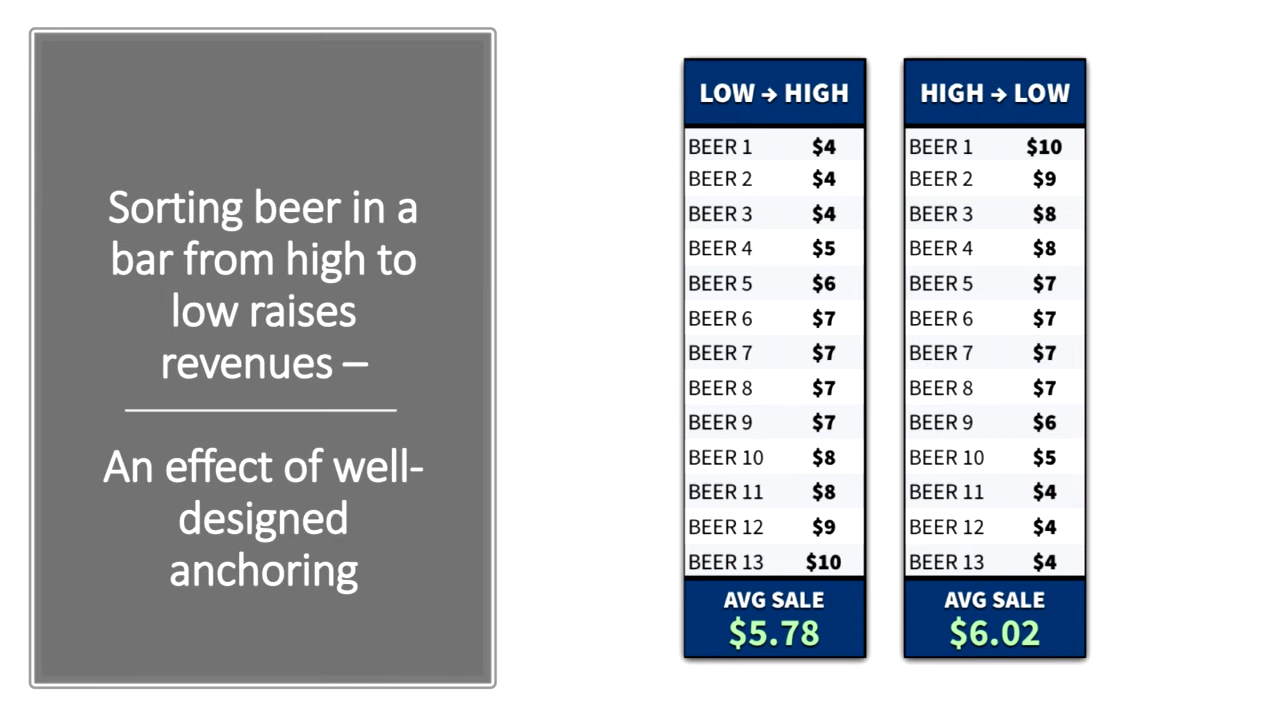 Sorting beer in a
bar from high to
low raises
revenues –
An effect of well-
designed
anchoring
LOW → HIGH
BEER 1 $4
BEER 2 $4
BEER 3 $4
BEER 4 $5
BEER 5 $6
BEER 6 $7
BEER 7 $7
BEER 8 $7
BEER 9 $7
BEER 10 $8
BEER 11 $8
BEER 12 $9
BEER 13 $10
AVG SALE
$5.78
HIGH → LOW
BEER 1 $10
BEER 2 $9
BEER 3 $8
BEER 4 $8
BEER 5 $7
BEER 6 $7
BEER 7 $7
BEER 8 $7
BEER 9 $6
BEER 10 $5
BEER 11 $4
BEER 12 $4
BEER 13 $4
AVG SALE
$6.02